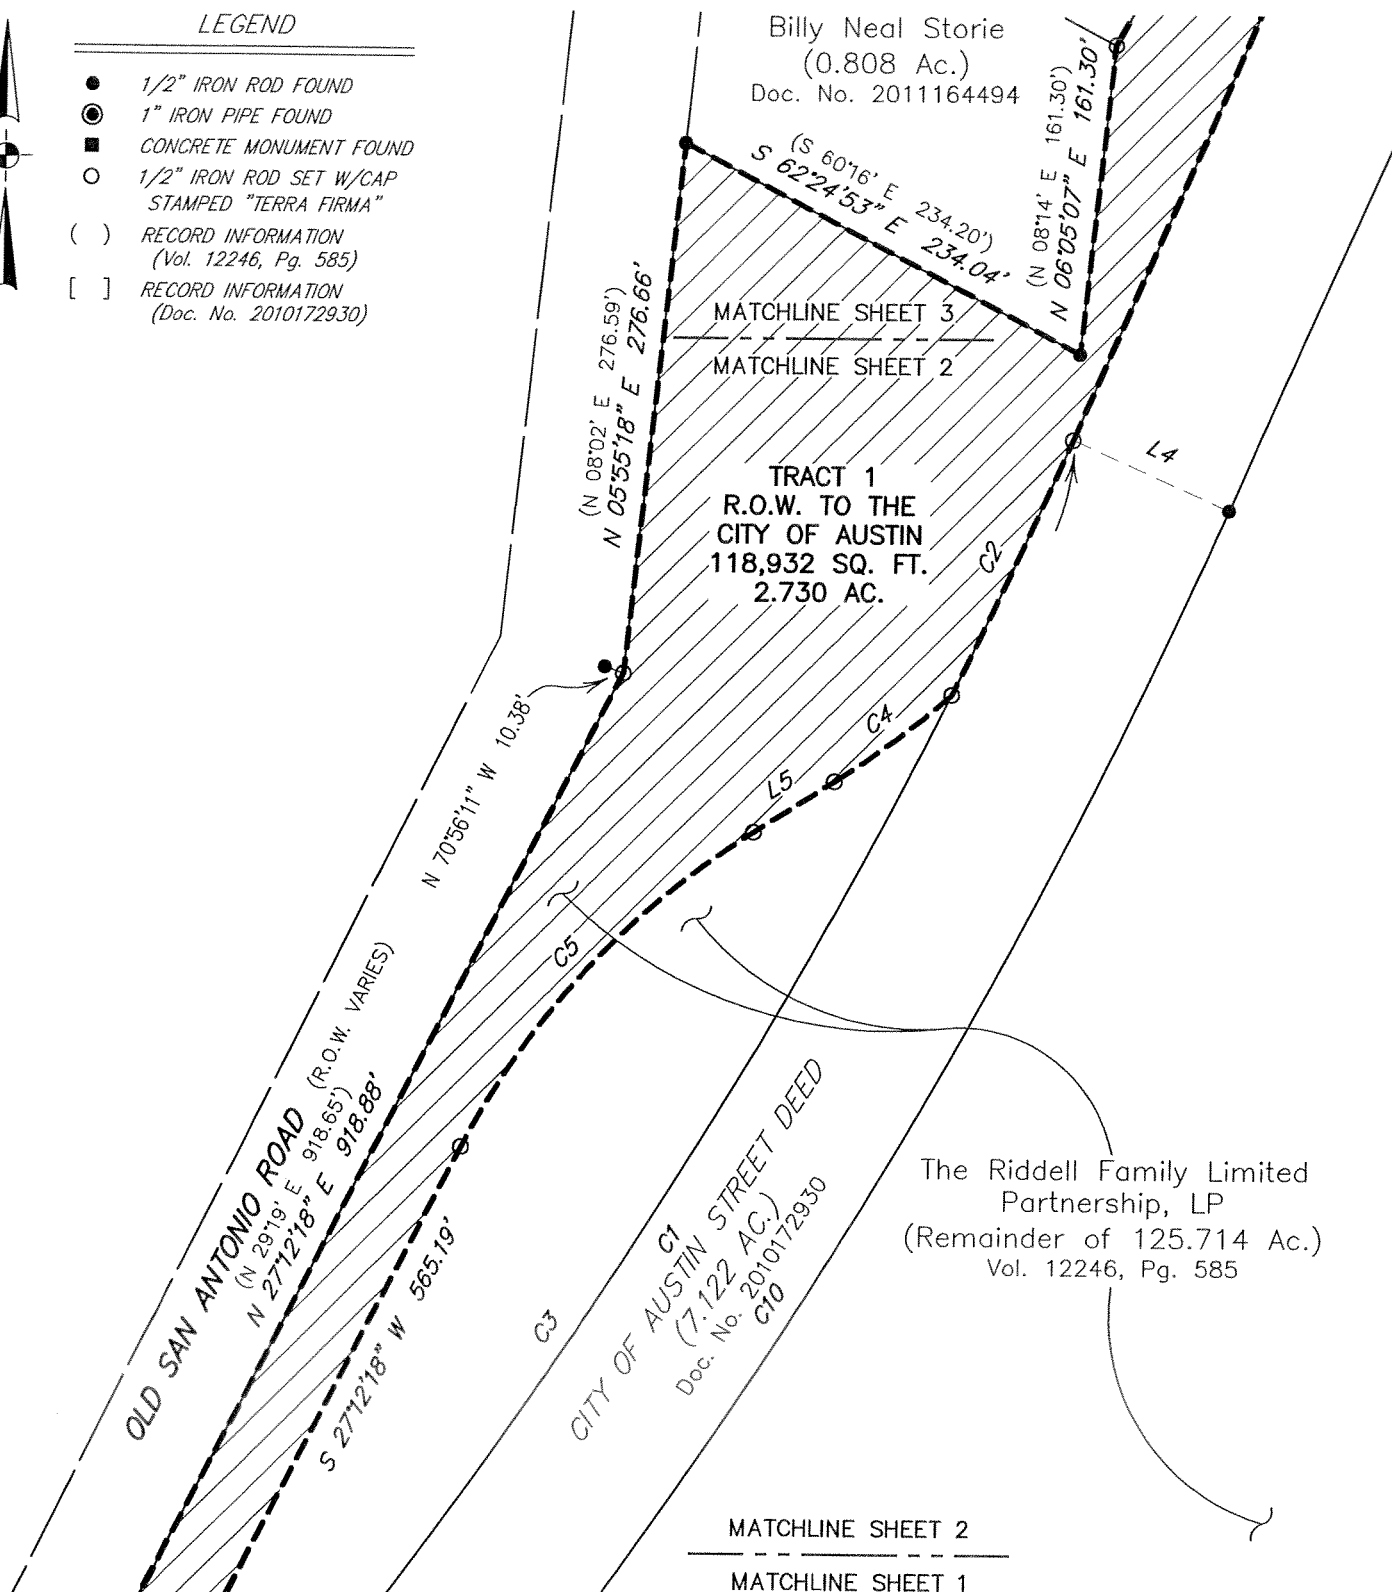 LEGEND
1/2" IRON ROD FOUND
1" IRON PIPE FOUND
CONCRETE MONUMENT FOUND
1/2" IRON ROD SET W/CAP
STAMPED "TERRA FIRMA"
( ) RECORD INFORMATION
(Vol. 12246, Pg. 585)
[ ] RECORD INFORMATION
(Doc. No. 2010172930)
Billy Neal Storie
(0.808 Ac.)
Doc. No. 2011164494
(S 60°16' E 234.20')
S 62°24'53" E 234.04'
(N 08°14' E 161.30')
N 06°05'07" E 161.30'
MATCHLINE SHEET 3
MATCHLINE SHEET 2
(N 08°02' E 276.59')
N 05°55'18" E 276.66'
TRACT 1
R.O.W. TO THE
CITY OF AUSTIN
118,932 SQ. FT.
2.730 AC.
L4
C2
C4
L5
C5
N 70°56'11" W 10.38'
OLD SAN ANTONIO ROAD (R.O.W. VARIES)
(N 29°19' E 918.65')
N 27°12'18" E 918.88'
S 27°12'18" W 565.19'
C3
C1
CITY OF AUSTIN STREET DEED
(7.122 AC.)
Doc. No. 2010172930
C10
The Riddell Family Limited
Partnership, LP
(Remainder of 125.714 Ac.)
Vol. 12246, Pg. 585
MATCHLINE SHEET 2
MATCHLINE SHEET 1